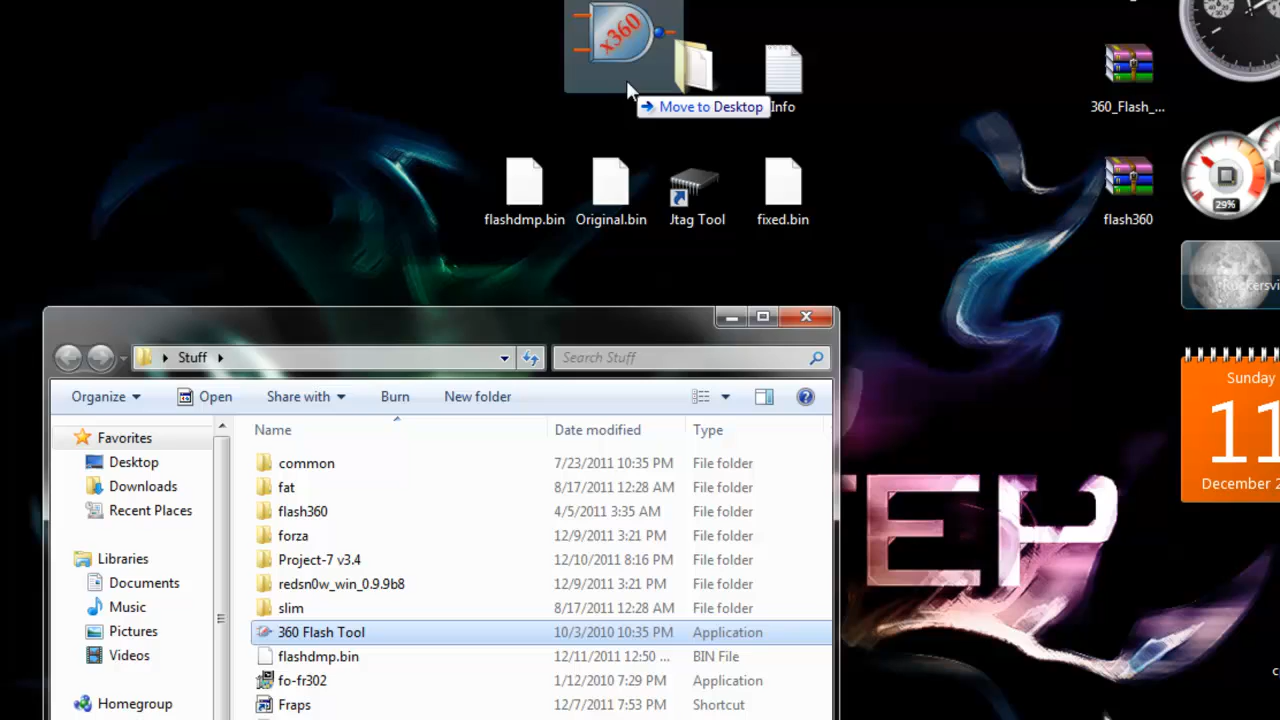 x360
Move to Desktop
Info
360_Flash_...
flashdmp.bin
Original.bin
Jtag Tool
fixed.bin
flash360
29%
Stuff
Search Stuff
Organize
Open
Share with
Burn
New folder
Sunday
11
December 2
Name
Date modified
Type
Favorites
Desktop
Downloads
Recent Places
Libraries
Documents
Music
Pictures
Videos
Homegroup
common 7/23/2011 10:35 PM File folder
fat 8/17/2011 12:28 AM File folder
flash360 4/5/2011 3:35 AM File folder
forza 12/9/2011 3:21 PM File folder
Project-7 v3.4 12/10/2011 8:16 PM File folder
redsn0w_win_0.9.9b8 12/9/2011 3:21 PM File folder
slim 8/17/2011 12:28 AM File folder
360 Flash Tool 10/3/2010 10:35 PM Application
flashdmp.bin 12/11/2011 12:50 ... BIN File
fo-fr302 1/12/2010 7:29 PM Application
Fraps 12/7/2011 7:53 PM Shortcut